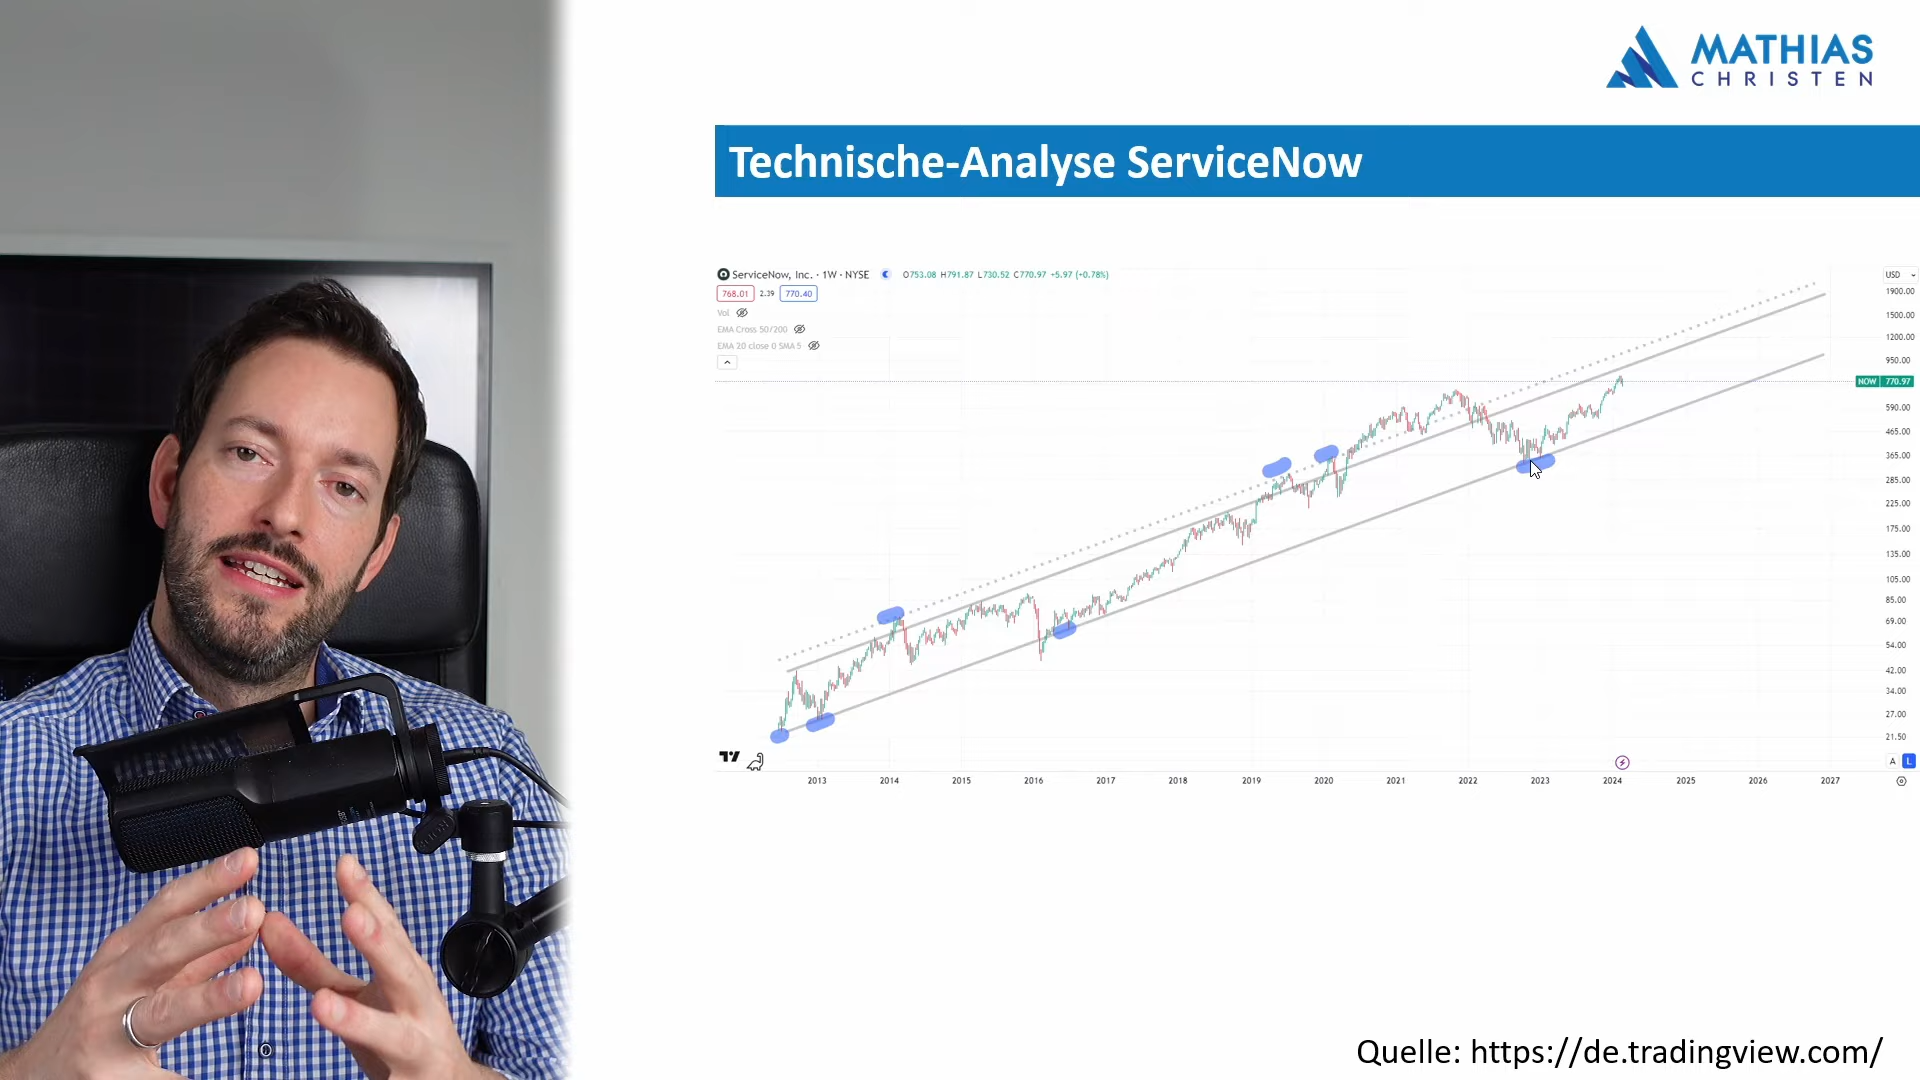 MATHIAS
CHRISTEN
Technische-Analyse ServiceNow
ServiceNow, Inc. · 1W · NYSE O753.08 H791.87 L730.52 C770.97 +5.97 (+0.78%)
USD
768.01 2.39 770.40
Vol
EMA Cross 50/200
EMA 20 close 0 SMA 5
1900.00
1500.00
1200.00
950.00
NOW 770.97
590.00
465.00
365.00
285.00
225.00
175.00
135.00
105.00
85.00
69.00
54.00
42.00
34.00
27.00
21.50
A L
2013 2014 2015 2016 2017 2018 2019 2020 2021 2022 2023 2024 2025 2026 2027
Quelle: https://de.tradingview.com/